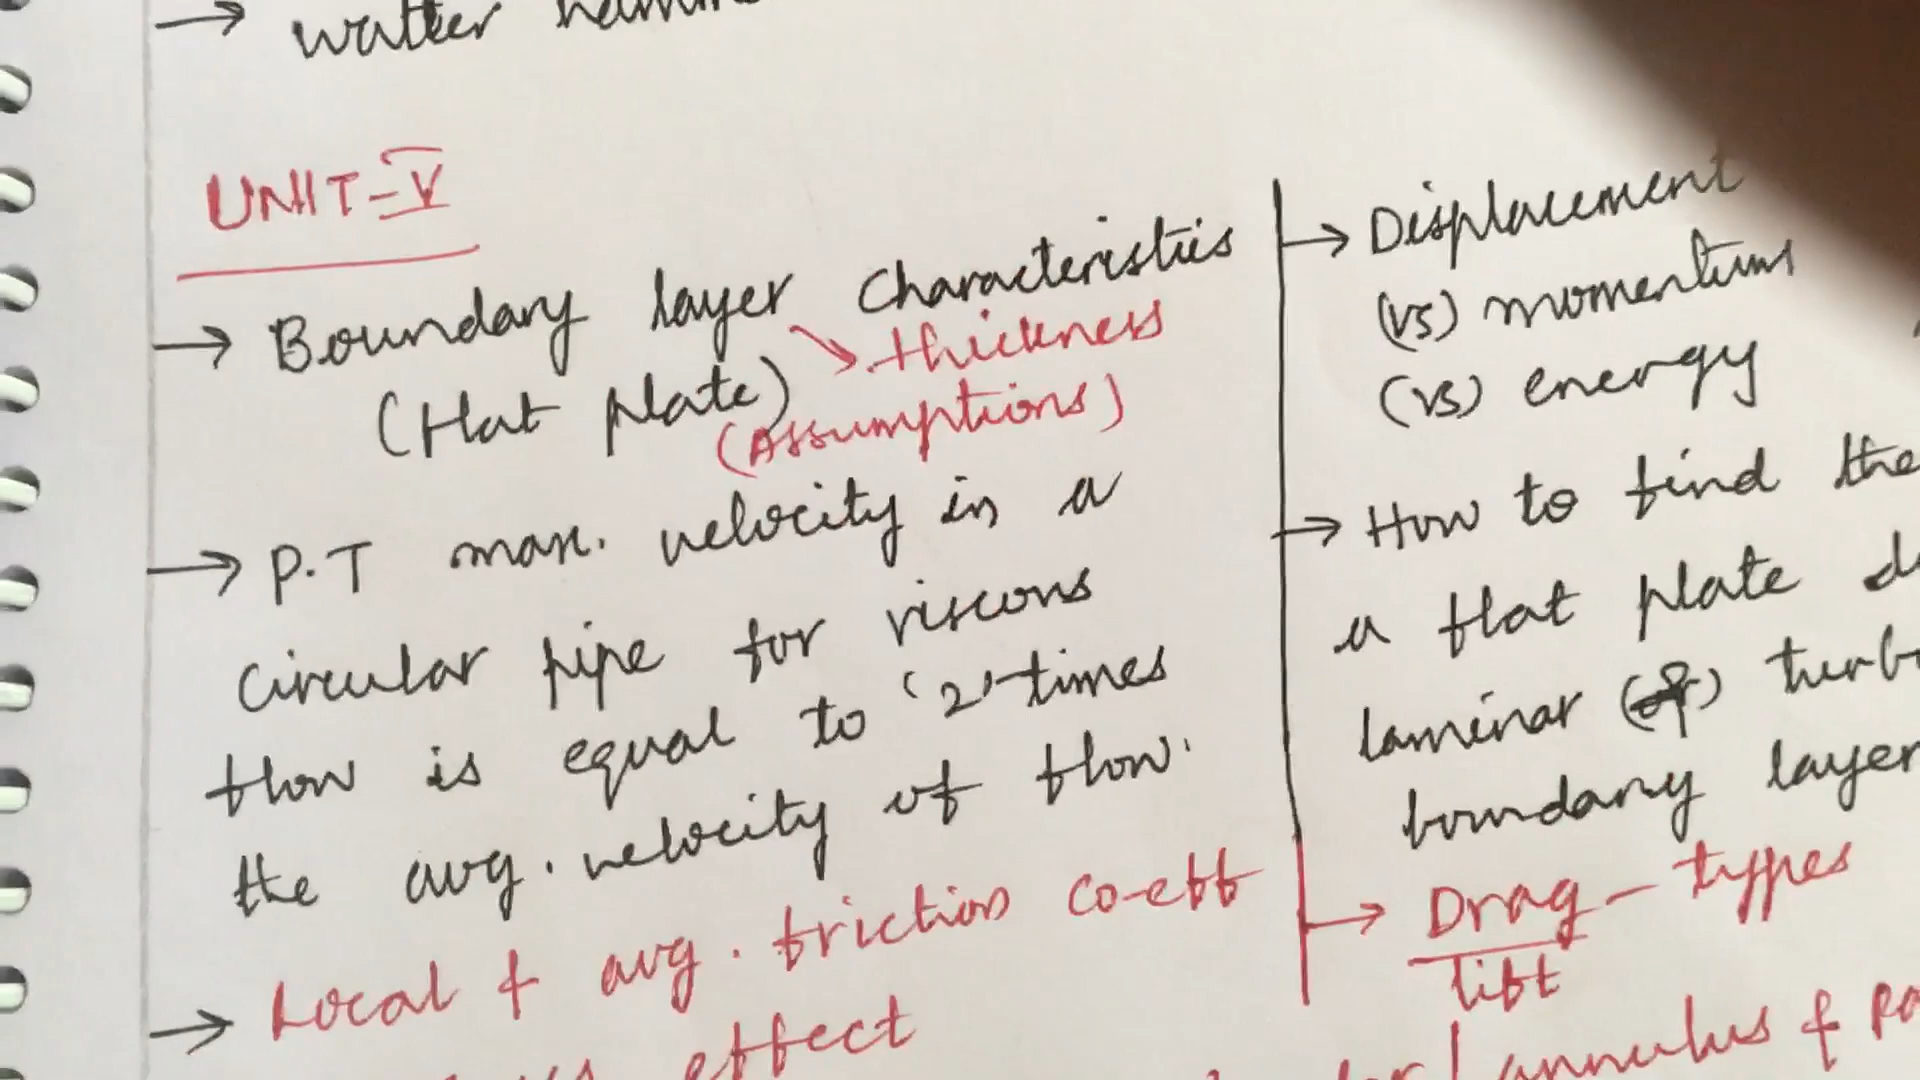 → watter
UNIT-V
→ Boundary layer characteristics
↘ thickness
(flat plate)
(Assumptions)
→ P.T max. velocity in a
circular pipe for viscous
flow is equal to '2' times
the avg. velocity of flow.
→ Local & avg. friction co-eff
effect
→ Displacement
(vs) momentum
(vs) energy
→ How to find the
a flat plate
laminar (or)
boundary layer
→ Drag - types
lift
annulus &